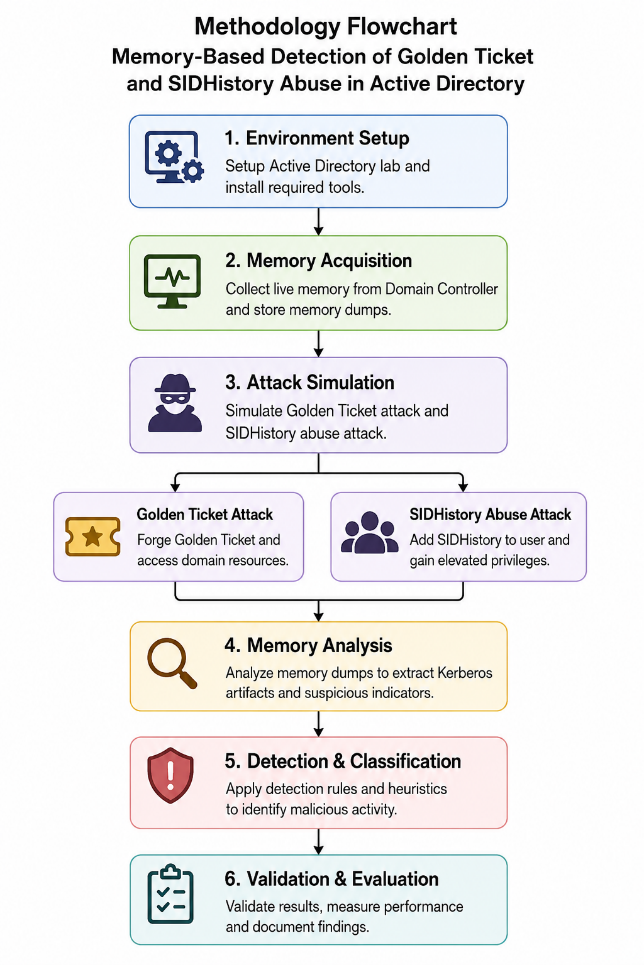 Methodology Flowchart
Memory-Based Detection of Golden Ticket
and SIDHistory Abuse in Active Directory
1. Environment Setup
Setup Active Directory lab and
install required tools.
2. Memory Acquisition
Collect live memory from Domain Controller
and store memory dumps.
3. Attack Simulation
Simulate Golden Ticket attack and
SIDHistory abuse attack.
Golden Ticket Attack
Forge Golden Ticket and
access domain resources.
SIDHistory Abuse Attack
Add SIDHistory to user and
gain elevated privileges.
4. Memory Analysis
Analyze memory dumps to extract Kerberos
artifacts and suspicious indicators.
5. Detection & Classification
Apply detection rules and heuristics
to identify malicious activity.
6. Validation & Evaluation
Validate results, measure performance
and document findings.